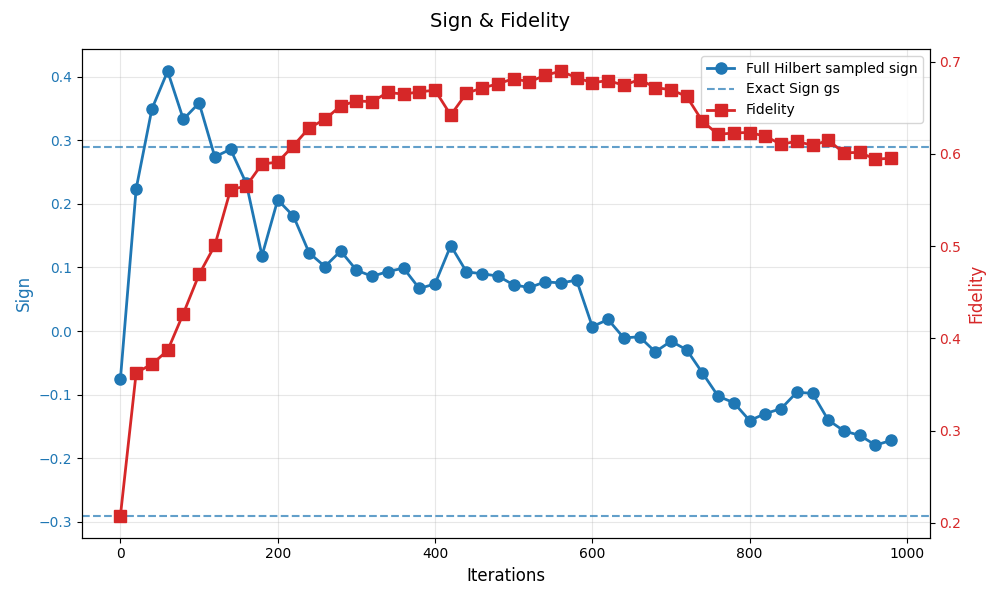 Sign & Fidelity
Full Hilbert sampled sign
Exact Sign gs
Fidelity
Sign
0.4
0.3
0.2
0.1
0.0
−0.1
−0.2
−0.3
0.7
0.6
0.5
0.4
0.3
0.2
Fidelity
0
200
400
600
800
1000
Iterations